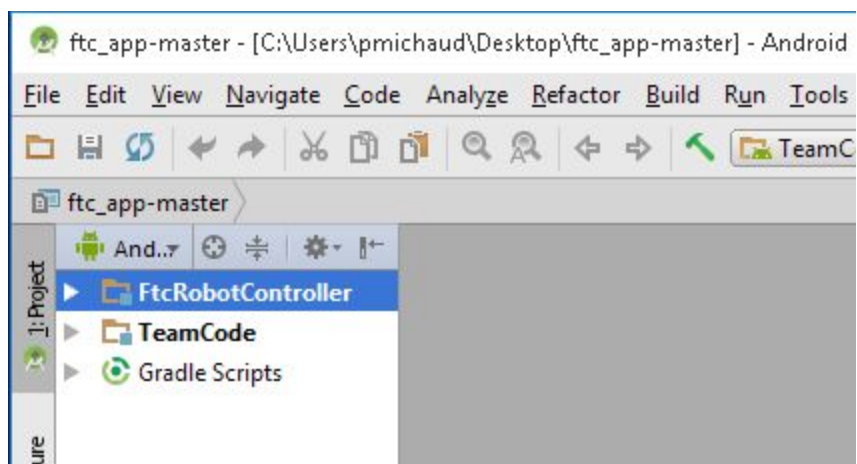 ftc_app-master - [C:\Users\pmichaud\Desktop\ftc_app-master] - Android
File Edit View Navigate Code Analyze Refactor Build Run Tools
TeamC
ftc_app-master
And..
1: Project
FtcRobotController
TeamCode
Gradle Scripts
ure